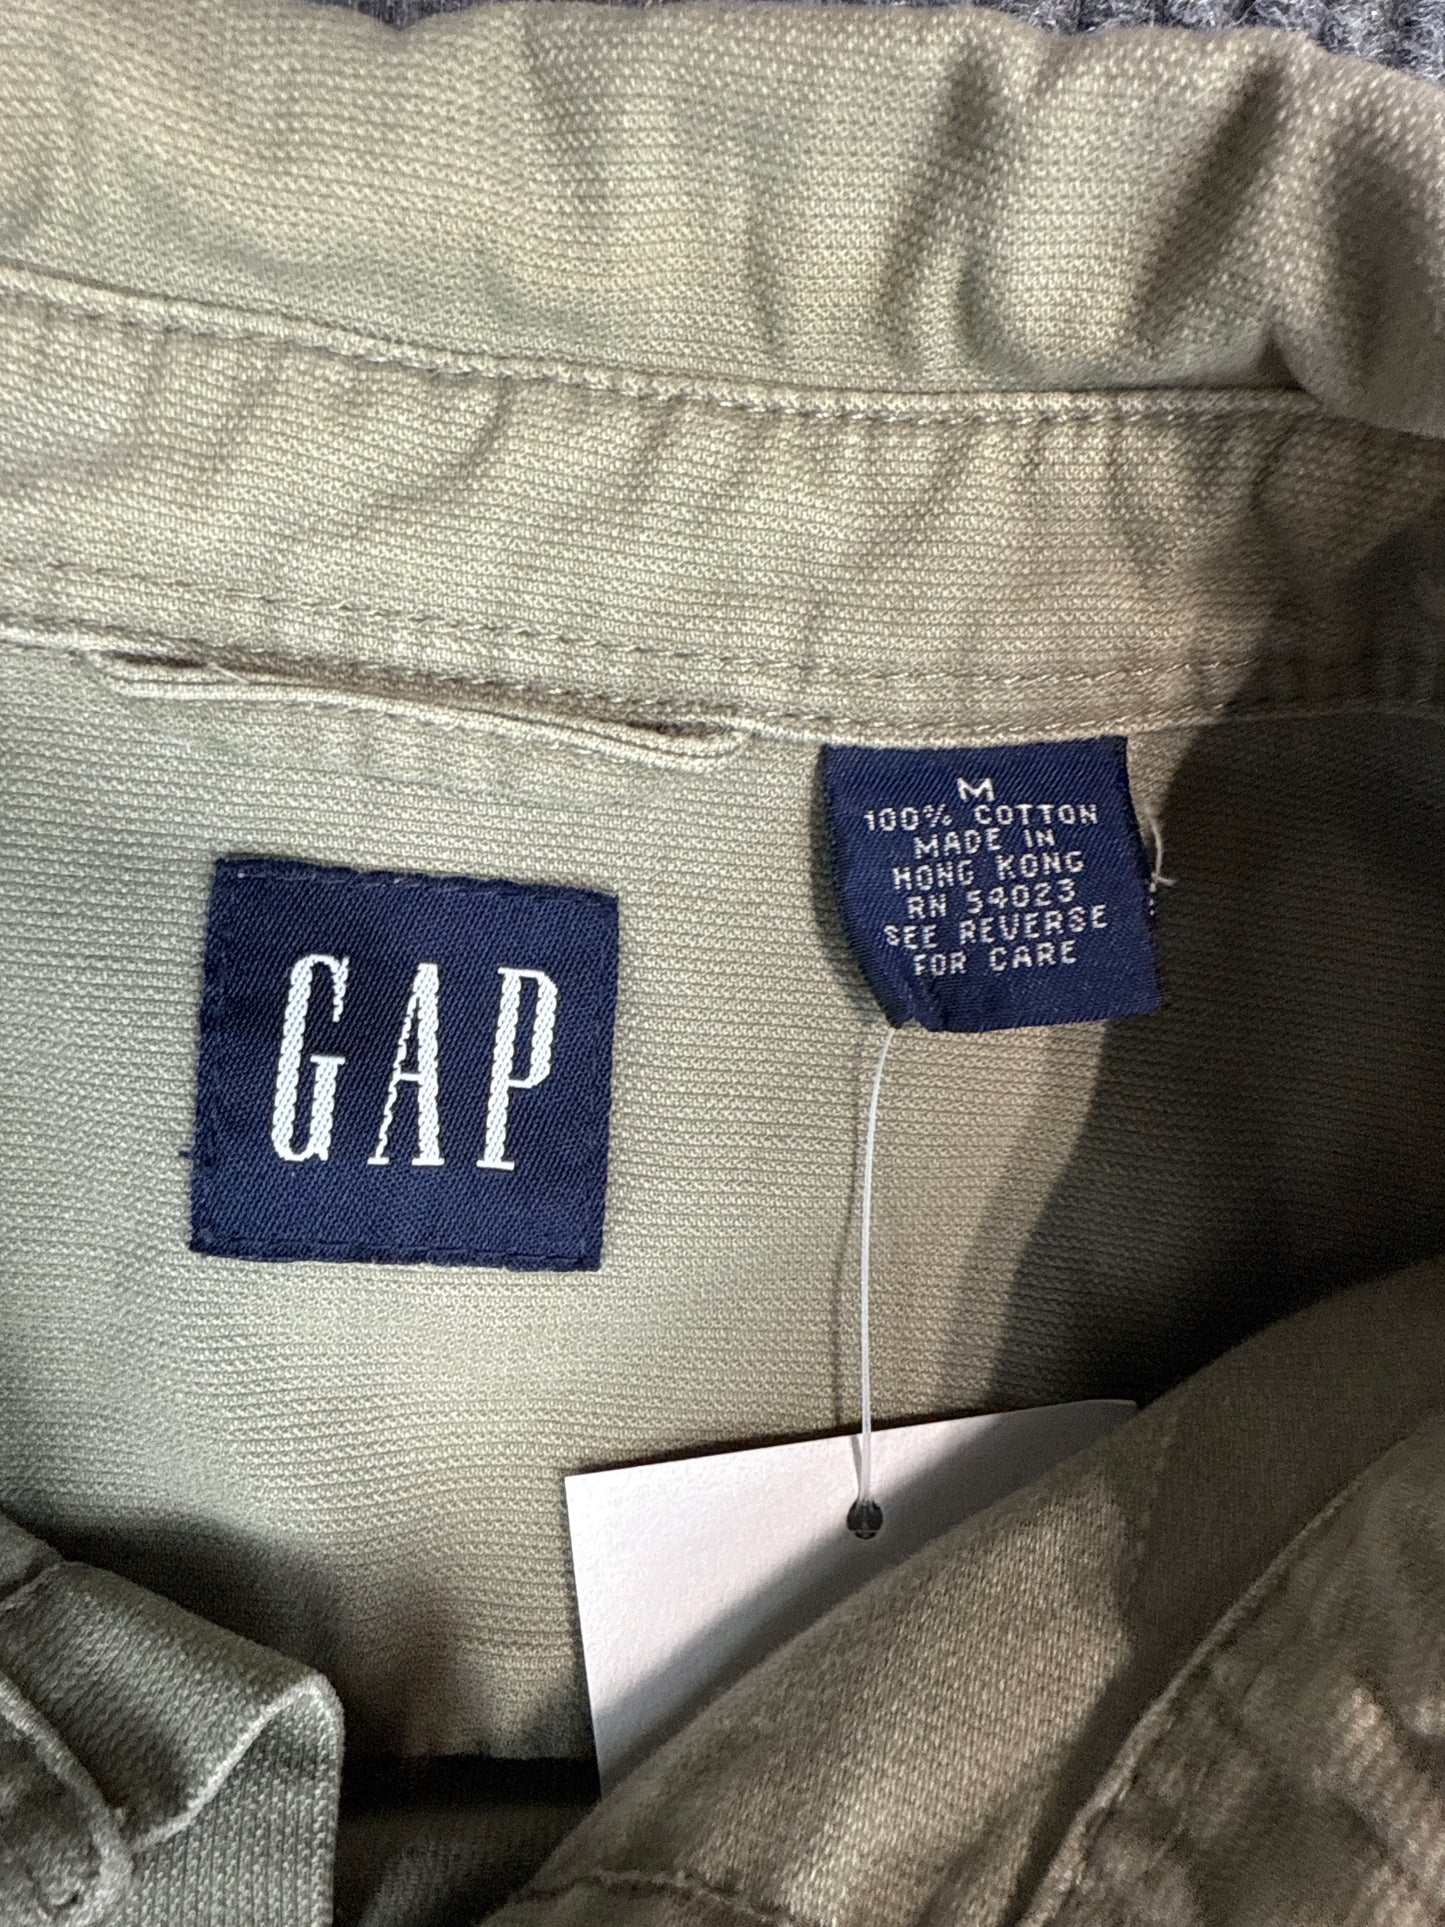 GAP
M
100% COTTON
MADE IN
HONG KONG
RN 54023
SEE REVERSE
FOR CARE